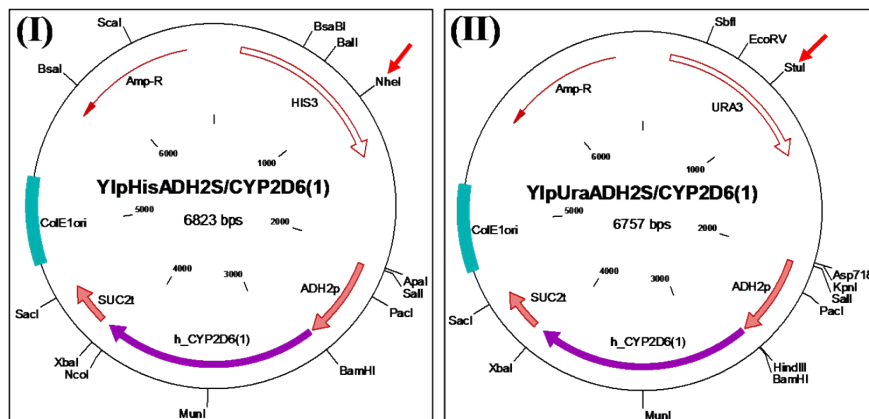 (I)
ScaI
BsaBI
BalI
NheI
BsaI
Amp-R
HIS3
6000
1000
YIpHisADH2S/CYP2D6(1)
6823 bps
5000
2000
ColE1ori
4000
3000
ApaI
SalI
PacI
ADH2p
SUC2t
SacI
h_CYP2D6(1)
XbaI
NcoI
BamHI
MunI
(II)
SbfI
EcoRV
StuI
Amp-R
URA3
6000
1000
YIpUraADH2S/CYP2D6(1)
6757 bps
5000
2000
ColE1ori
4000
3000
Asp718
KpnI
SalI
PacI
ADH2p
SUC2t
SacI
h_CYP2D6(1)
XbaI
HindIII
BamHI
MunI